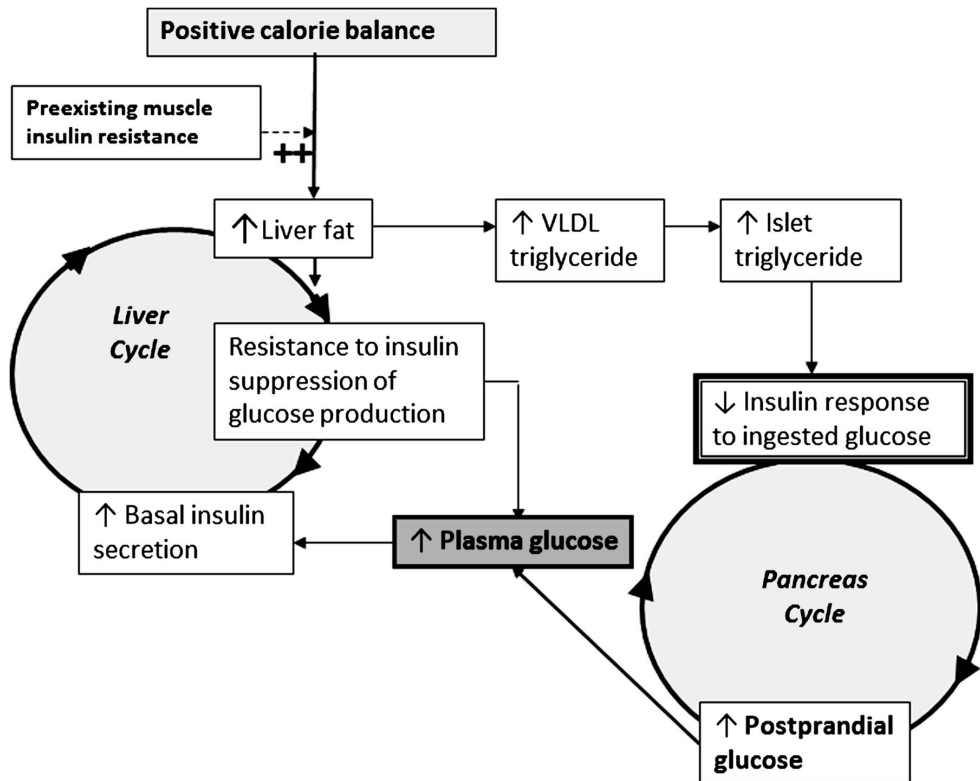 Positive calorie balance
Preexisting muscle
insulin resistance
++
↑ Liver fat
↑ VLDL
triglyceride
↑ Islet
triglyceride
Liver
Cycle
Resistance to insulin
suppression of
glucose production
↓ Insulin response
to ingested glucose
↑ Basal insulin
secretion
↑ Plasma glucose
Pancreas
Cycle
↑ Postprandial
glucose